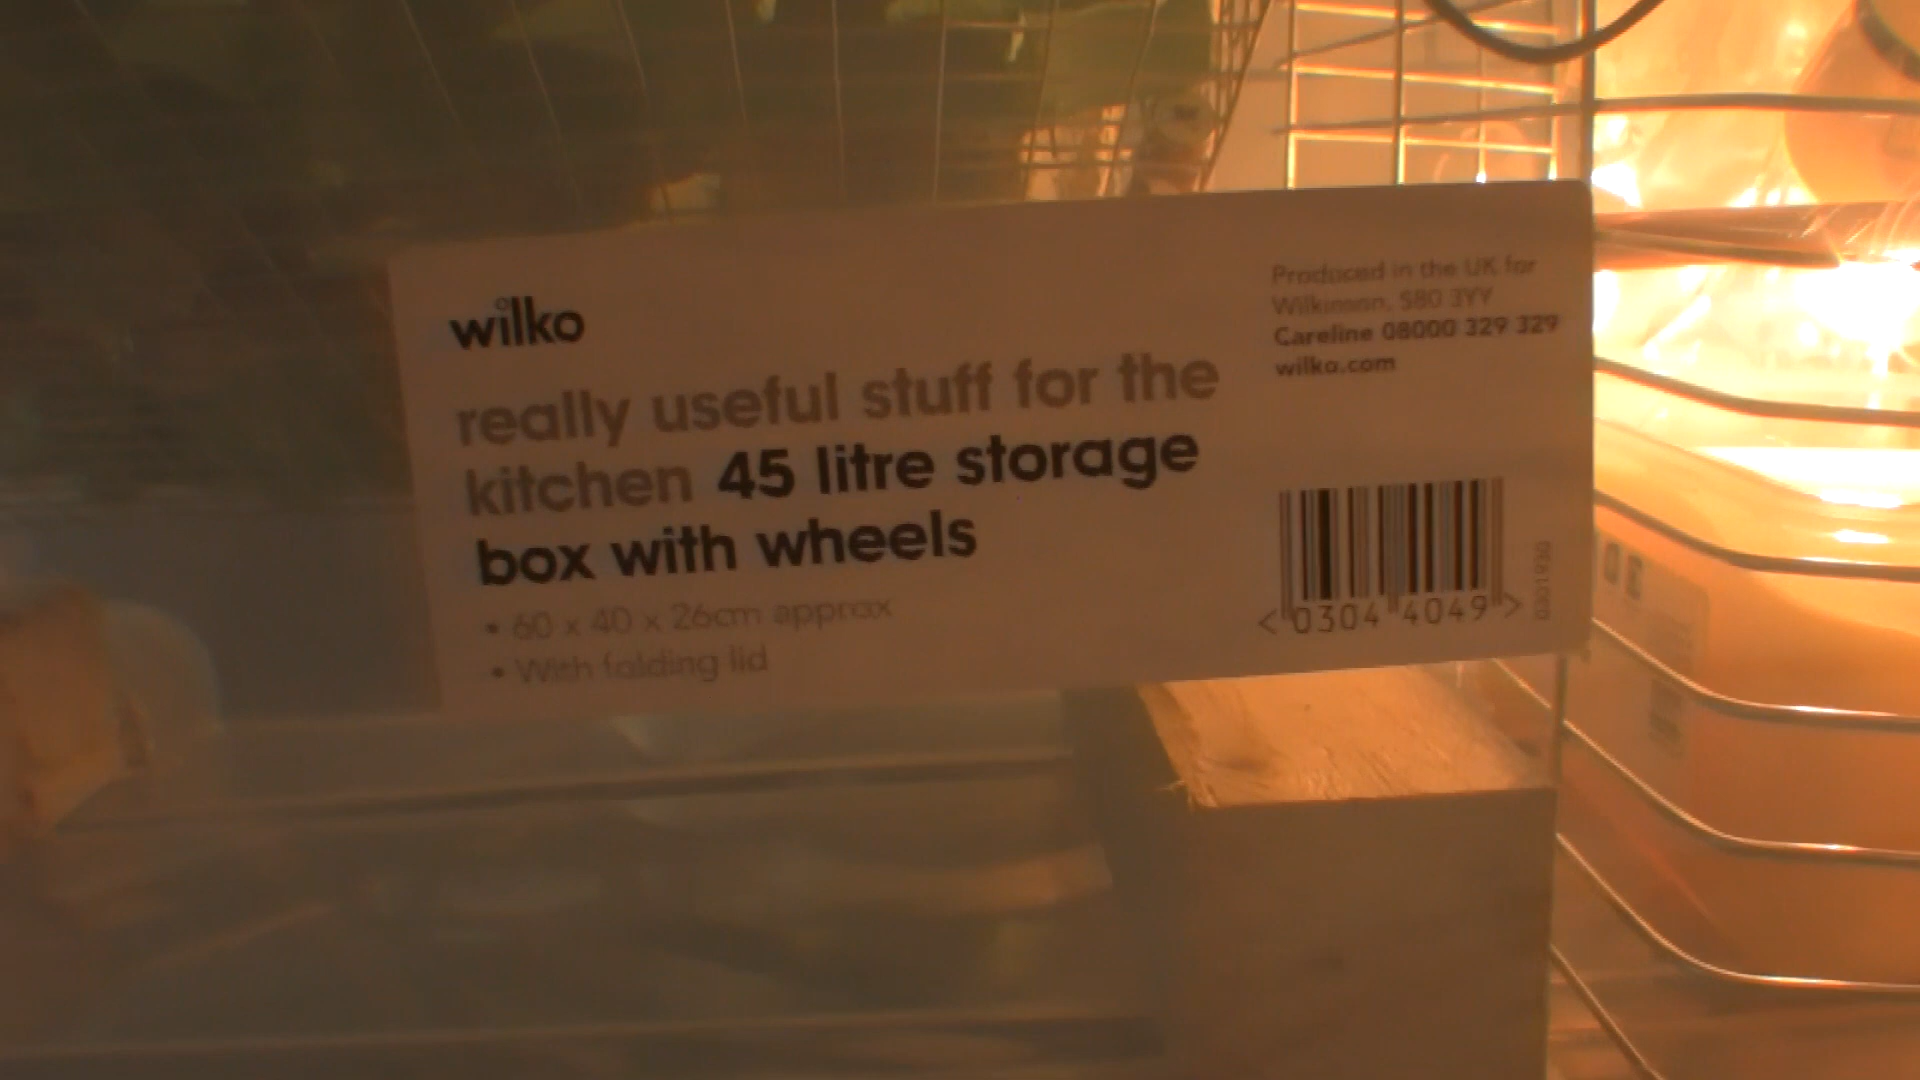 wilko
really useful stuff for the
kitchen 45 litre storage
box with wheels
• 60 x 40 x 26cm approx
• With folding lid
Produced in the UK for
Wilkinson, S80 3YY
Careline 08000 329 329
wilko.com
<0304 4049>